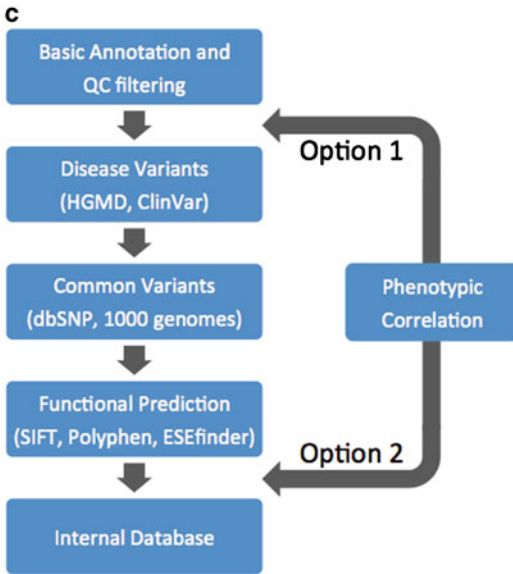 c
Basic Annotation and
QC filtering
Option 1
Disease Variants
(HGMD, ClinVar)
Common Variants
(dbSNP, 1000 genomes)
Phenotypic
Correlation
Functional Prediction
(SIFT, Polyphen, ESEfinder)
Option 2
Internal Database